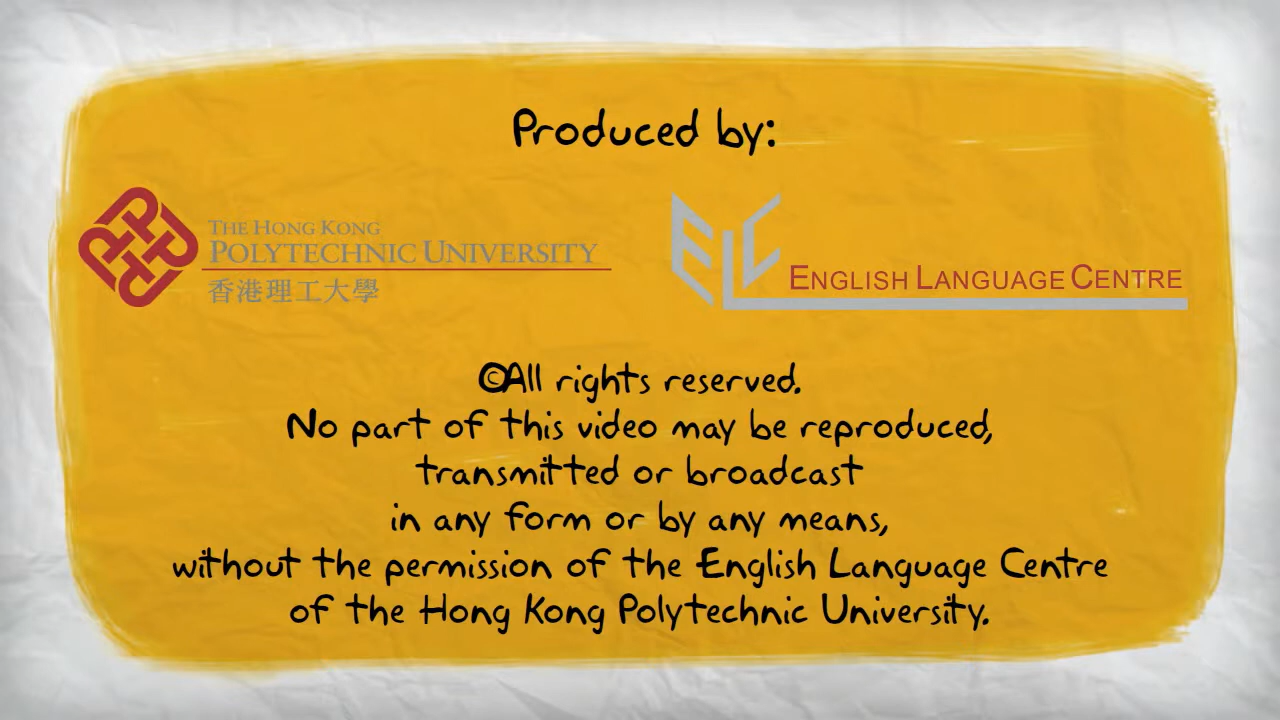 Produced by:
THE HONG KONG
POLYTECHNIC UNIVERSITY
香港理工大學
ELC
ENGLISH LANGUAGE CENTRE
©All rights reserved.
No part of this video may be reproduced,
transmitted or broadcast
in any form or by any means,
without the permission of the English Language Centre
of the Hong Kong Polytechnic University.